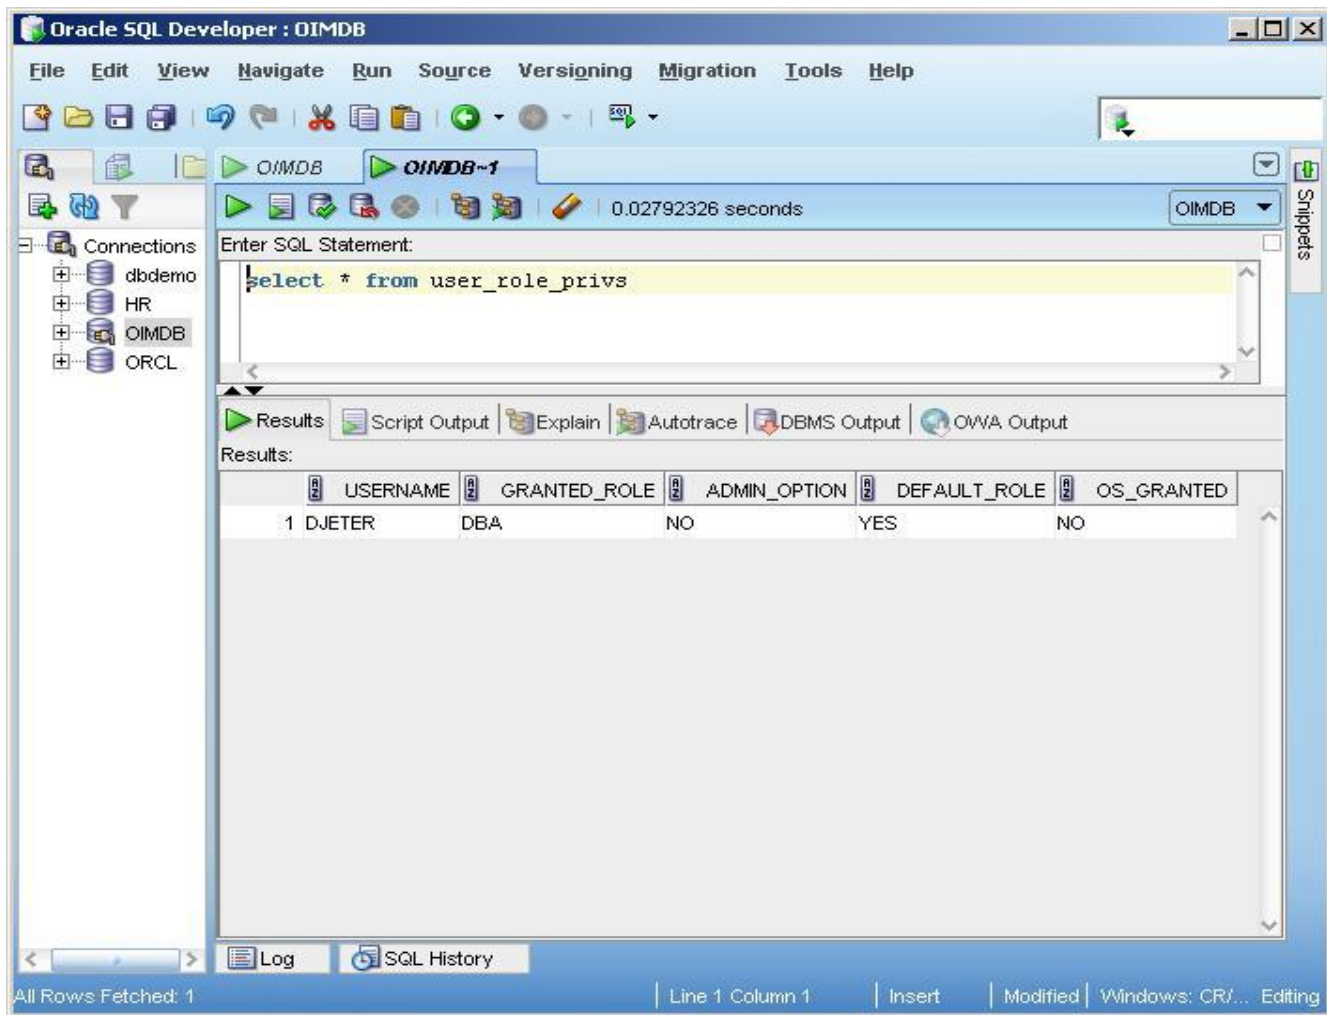 Oracle SQL Developer : OIMDB
File Edit View Navigate Run Source Versioning Migration Tools Help
OIMDB OIMDB~1
0.02792326 seconds OIMDB
Snippets
Connections
dbdemo
HR
OIMDB
ORCL
Enter SQL Statement:
select * from user_role_privs
Results Script Output Explain Autotrace DBMS Output OWA Output
Results:
USERNAME GRANTED_ROLE ADMIN_OPTION DEFAULT_ROLE OS_GRANTED
1 DJETER DBA NO YES NO
Log SQL History
All Rows Fetched: 1 Line 1 Column 1 Insert Modified Windows: CR/... Editing